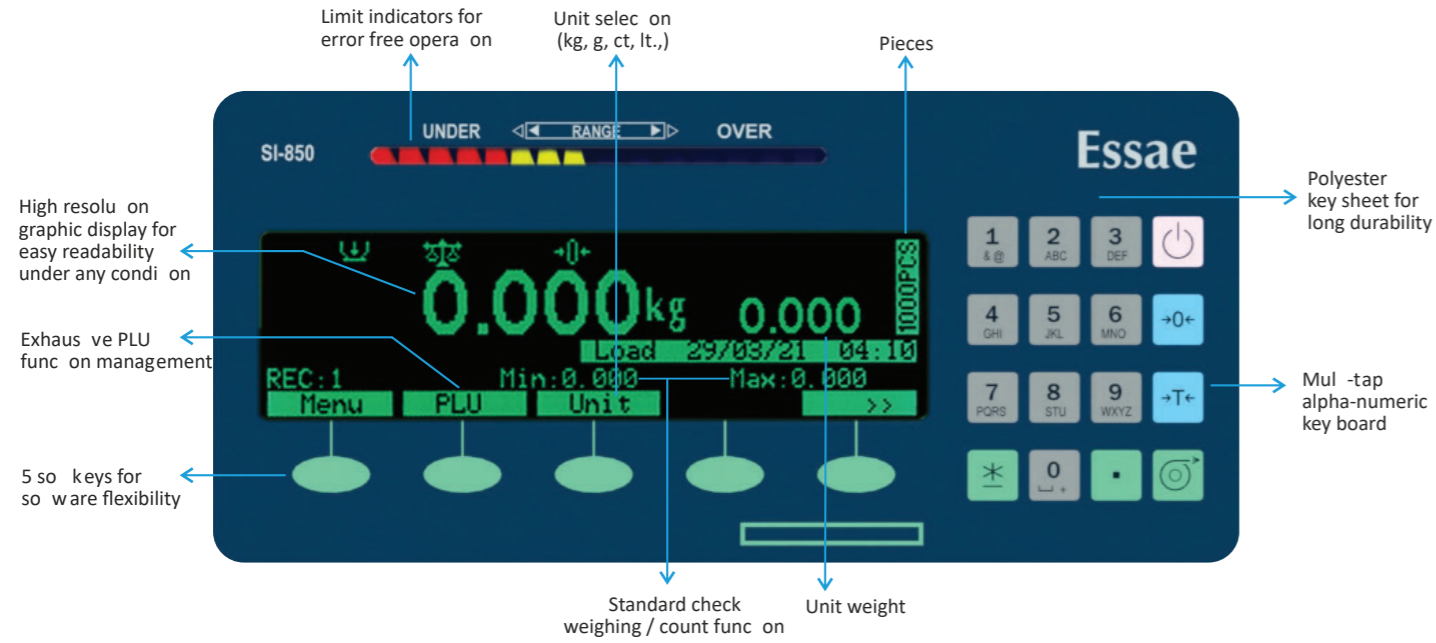 Limit indicators for
error free opera on
Unit selec on
(kg, g, ct, lt.,)
Pieces
UNDER
RANGE
OVER
SI-850
Essae
High resolu on
graphic display for
easy readability
under any condi on
Exhaus ve PLU
func on management
5 so keys for
so ware flexibility
→0←
0.000kg
0.000
1000PCS
Load 29/03/21 04:10
REC:1
Min:0.000
Max:0.000
Menu
PLU
Unit
>>
1
& @
2
ABC
3
DEF
4
GHI
5
JKL
6
MNO
→0←
7
PQRS
8
STU
9
WXYZ
→T←
*
0
+
.
Polyester
key sheet for
long durability
Mul -tap
alpha-numeric
key board
Standard check
weighing / count func on
Unit weight